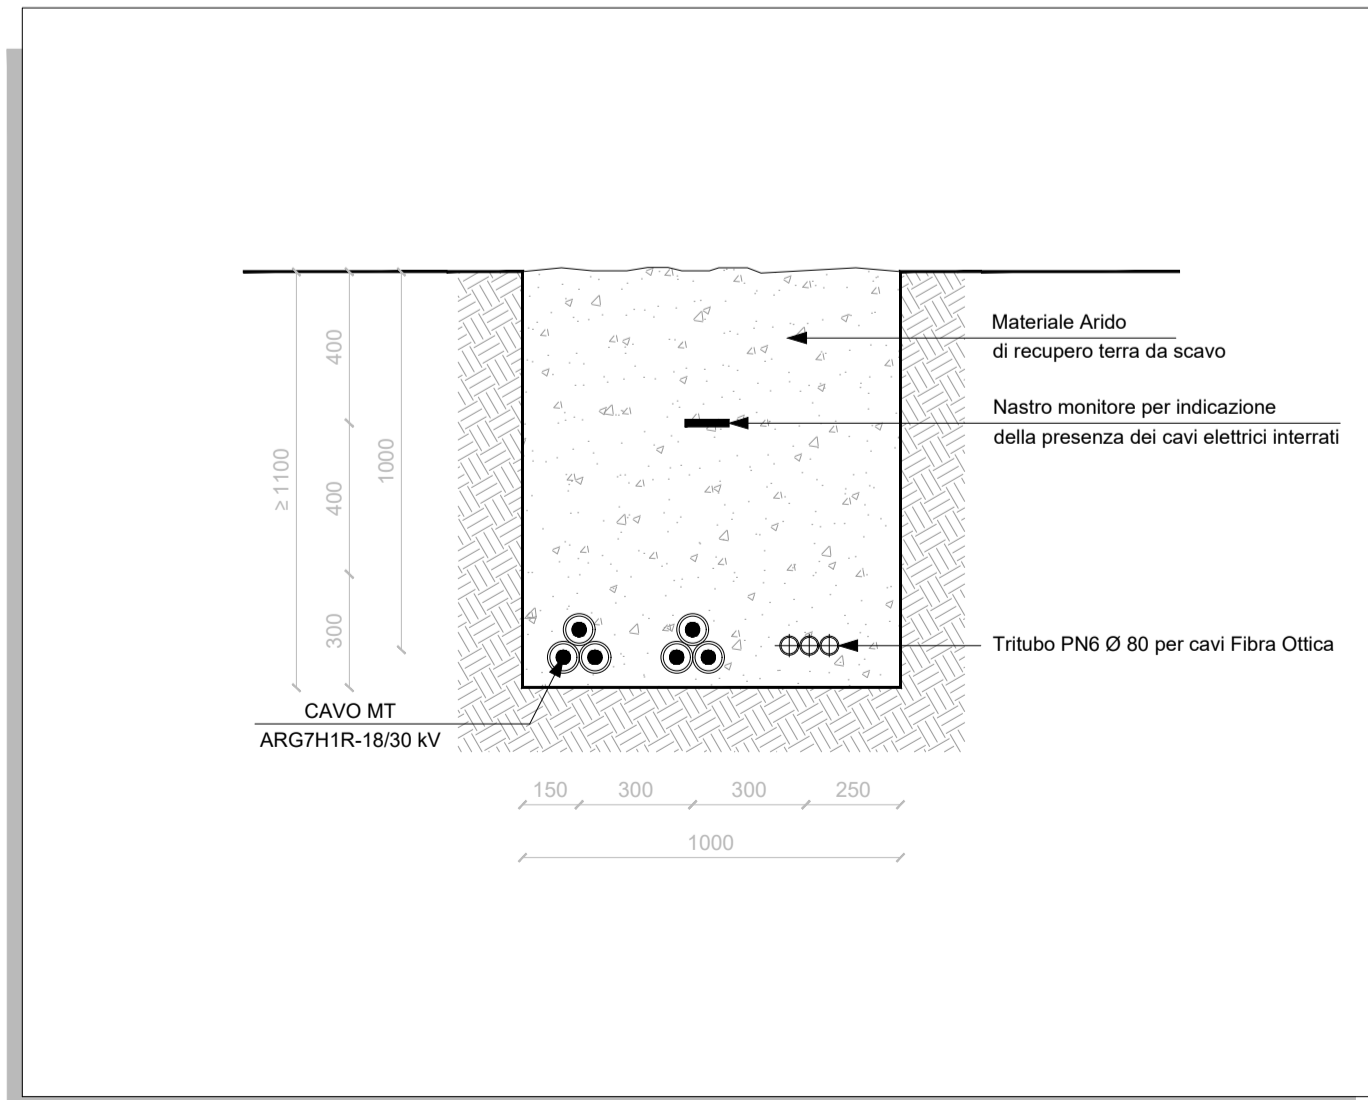 Materiale Arido
di recupero terra da scavo
Nastro monitore per indicazione
della presenza dei cavi elettrici interrati
Tritubo PN6 Ø 80 per cavi Fibra Ottica
CAVO MT
ARG7H1R-18/30 kV
≥ 1100
400
400
300
1000
150 300 300 250
1000